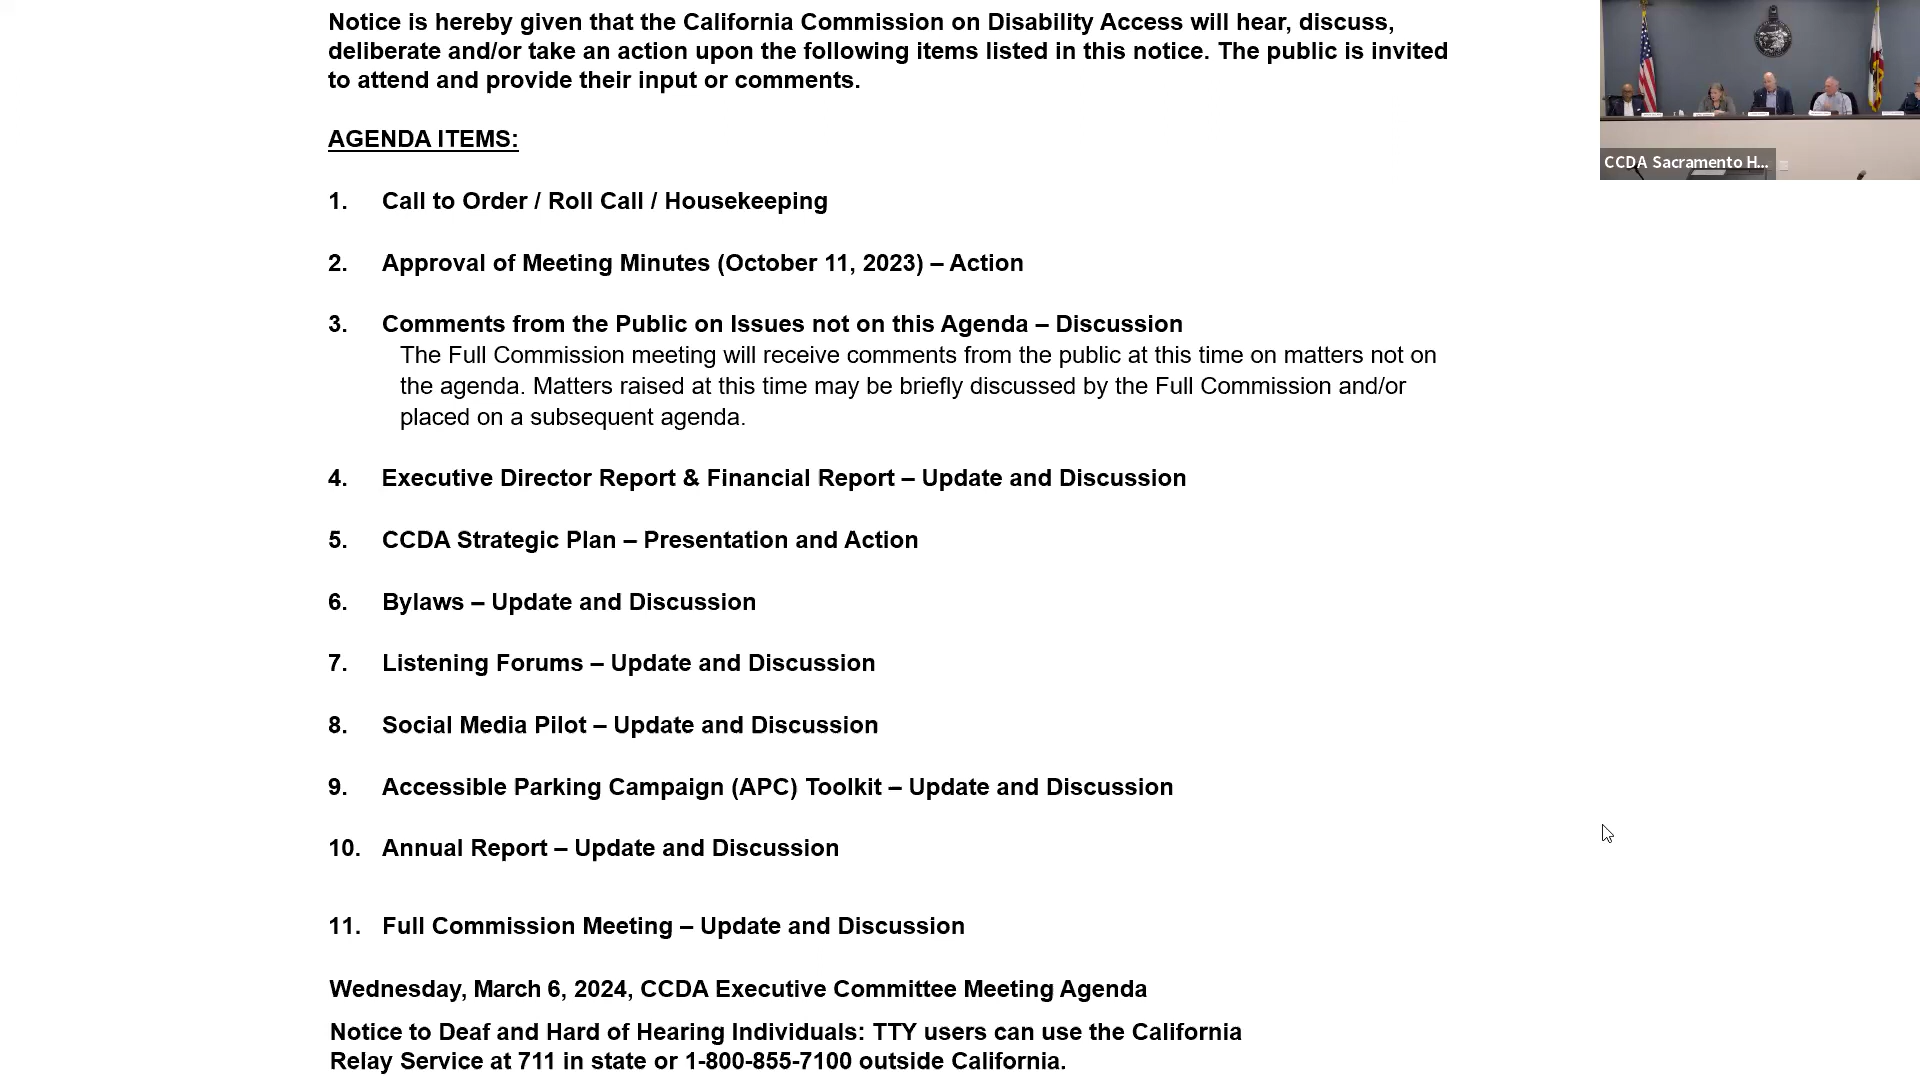 Notice is hereby given that the California Commission on Disability Access will hear, discuss,
deliberate and/or take an action upon the following items listed in this notice. The public is invited
to attend and provide their input or comments.
AGENDA ITEMS:
1. Call to Order / Roll Call / Housekeeping
2. Approval of Meeting Minutes (October 11, 2023) – Action
3. Comments from the Public on Issues not on this Agenda – Discussion
The Full Commission meeting will receive comments from the public at this time on matters not on
the agenda. Matters raised at this time may be briefly discussed by the Full Commission and/or
placed on a subsequent agenda.
4. Executive Director Report & Financial Report – Update and Discussion
5. CCDA Strategic Plan – Presentation and Action
6. Bylaws – Update and Discussion
7. Listening Forums – Update and Discussion
8. Social Media Pilot – Update and Discussion
9. Accessible Parking Campaign (APC) Toolkit – Update and Discussion
10. Annual Report – Update and Discussion
11. Full Commission Meeting – Update and Discussion
Wednesday, March 6, 2024, CCDA Executive Committee Meeting Agenda
Notice to Deaf and Hard of Hearing Individuals: TTY users can use the California
Relay Service at 711 in state or 1-800-855-7100 outside California.
CCDA Sacramento H...